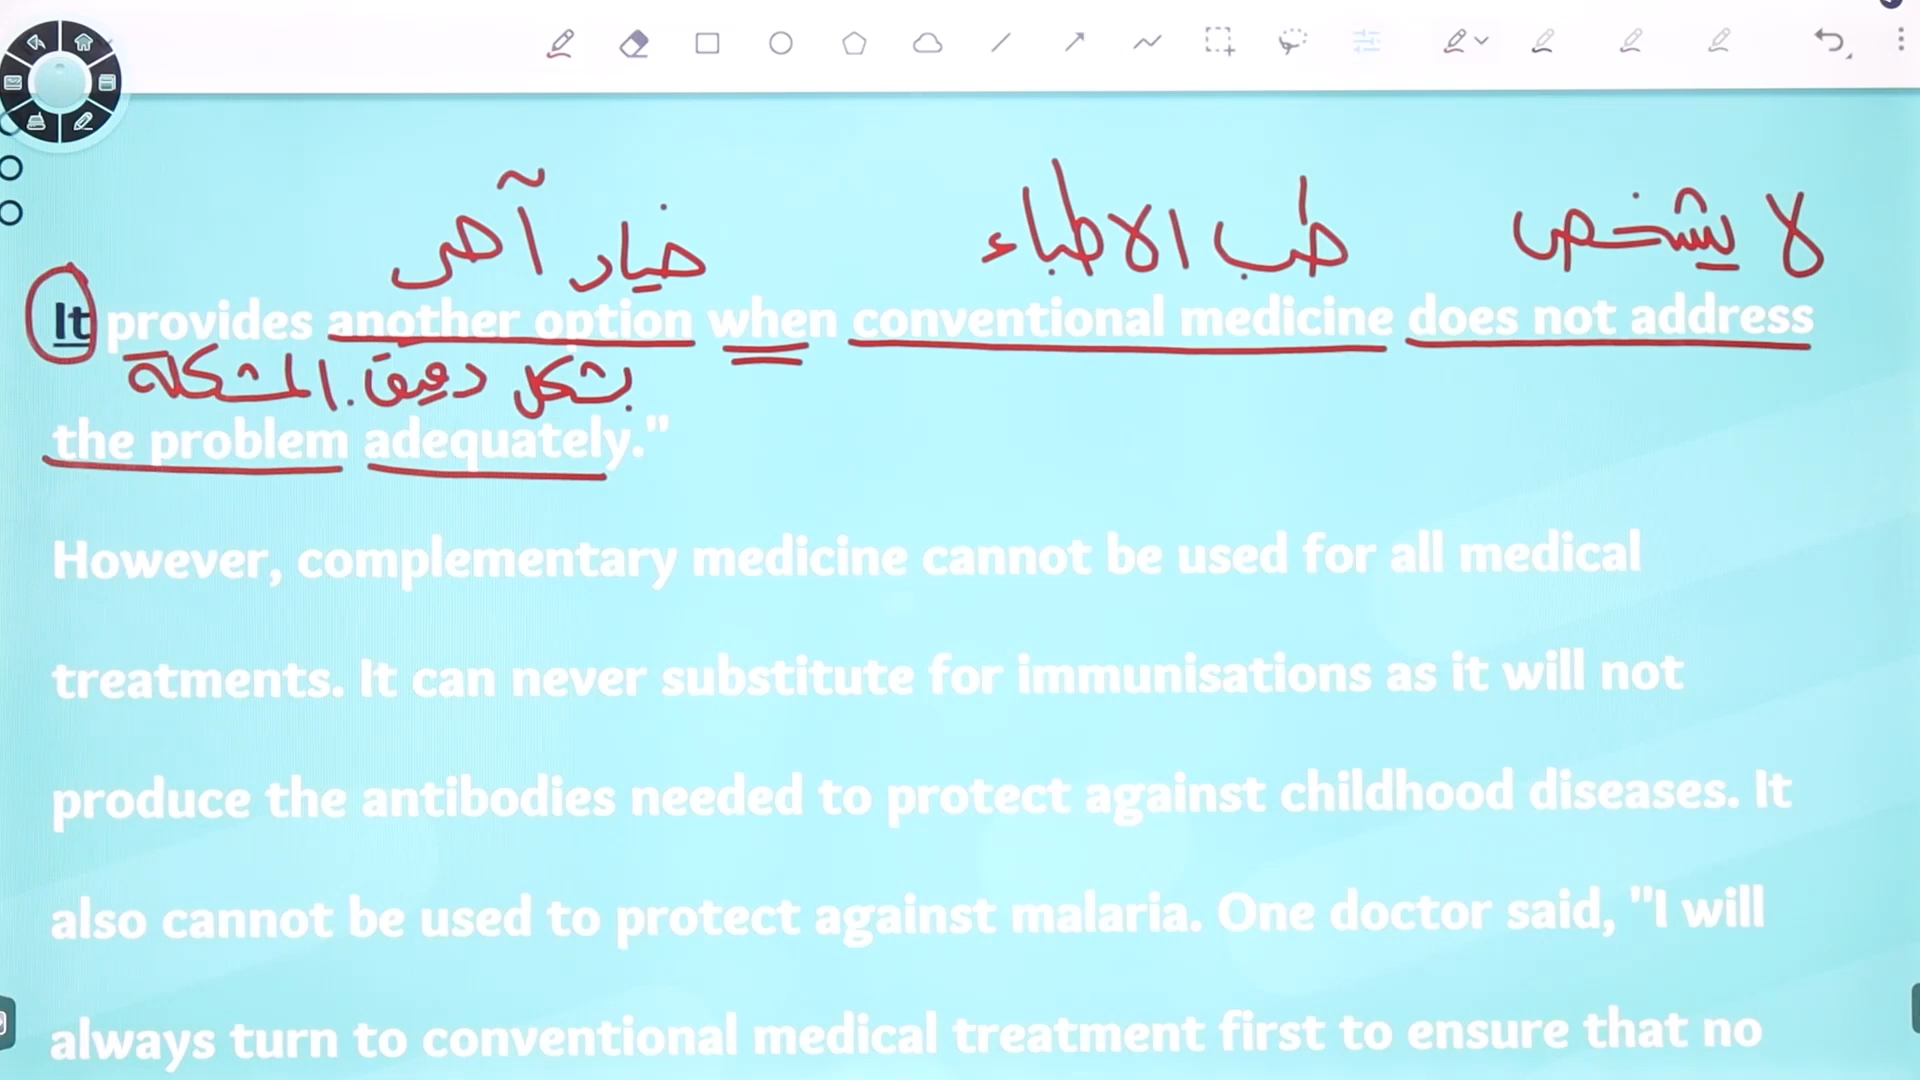 خيار آخر طب الاطباء لا يشخص
It provides another option when conventional medicine does not address
المشكلة بشكل دقيق.
the problem adequately."
However, complementary medicine cannot be used for all medical
treatments. It can never substitute for immunisations as it will not
produce the antibodies needed to protect against childhood diseases. It
also cannot be used to protect against malaria. One doctor said, "I will
always turn to conventional medical treatment first to ensure that no